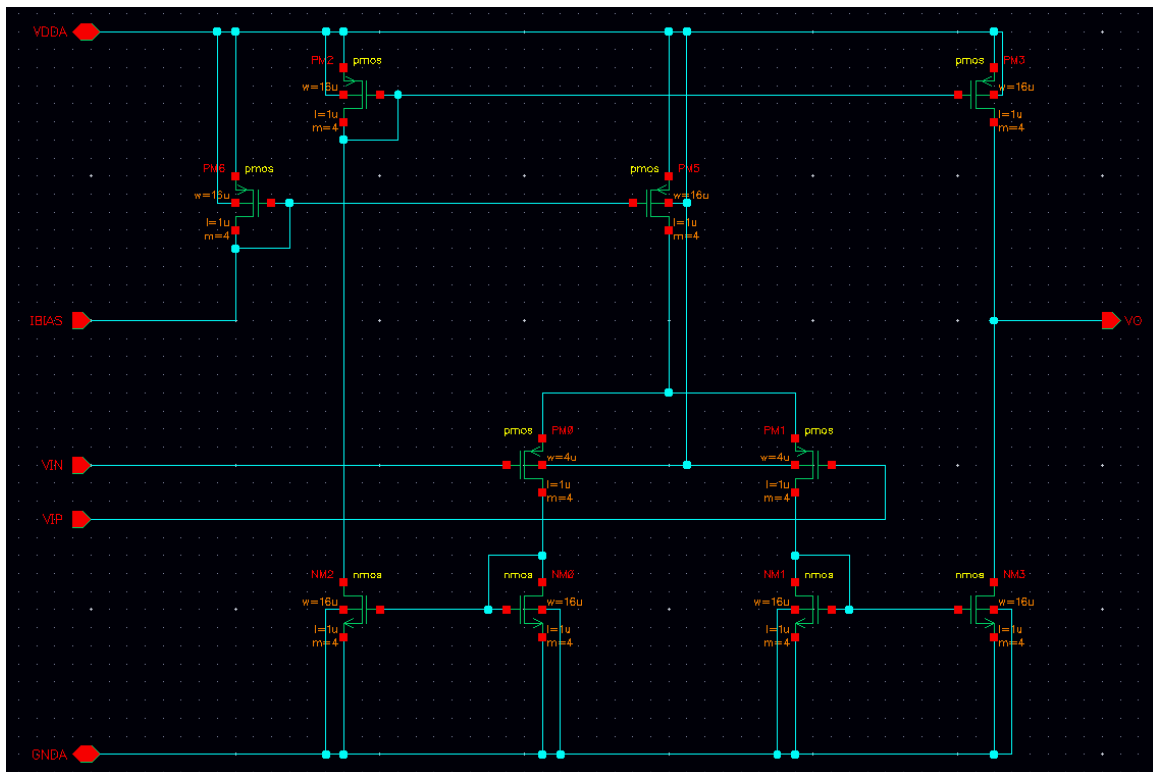 VDDA
PM2 pmos
w=16u
l=1u
m=4
pmos PM3
w=16u
l=1u
m=4
PM6 pmos
w=16u
l=1u
m=4
pmos PM5
w=16u
l=1u
m=4
IBIAS
VO
pmos PM0
w=4u
l=1u
m=4
PM1 pmos
w=4u
l=1u
m=4
VIN
VIP
NM2 nmos
w=16u
l=1u
m=4
nmos NM0
w=16u
l=1u
m=4
NM1 nmos
w=16u
l=1u
m=4
nmos NM3
w=16u
l=1u
m=4
GNDA